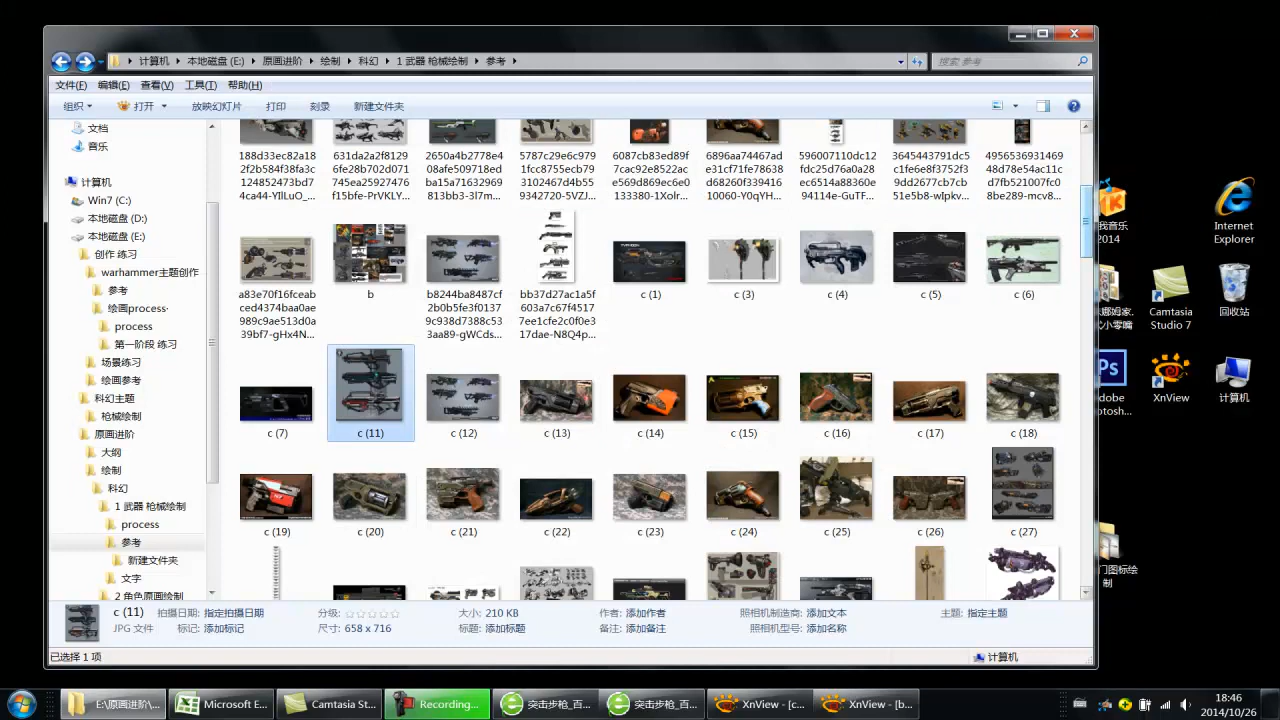 计算机 本地磁盘 (E:) 原画进阶 绘制 科幻 1 武器 枪械绘制 参考
搜索 参考
文件(F) 编辑(E) 查看(V) 工具(T) 帮助(H)
组织 打开 放映幻灯片 打印 刻录 新建文件夹
文档
音乐
计算机
Win7 (C:)
本地磁盘 (D:)
本地磁盘 (E:)
创作 练习
warhammer主题创作
参考
绘画process·
process
第一阶段 练习
场景练习
绘画参考
科幻主题
枪械绘制
原画进阶
大纲
绘制
科幻
1 武器 枪械绘制
process
参考
新建文件夹
文字
2 角色原画绘制
188d33ec82a18
2f2b584f38fa3c
124852473bd7
4ca44-YllLuO_...
631da2a2f8129
6fe28b702d071
745ea25927476
f15bfe-PrVKLY...
2650a4b2778e4
08afe509718ed
ba15a71632969
813bb3-3l7m...
5787c29e6c979
1fcc8755ecb79
3102467d4b55
9342720-5VZJ...
6087cb83ed89f
7cac92e8522ac
e569d869ec6e0
133380-1Xolr...
6896aa74467ad
e31cf71fe78638
d68260f339416
10060-Y0qYH...
596007110dc12
fdc25d76a0a28
ec6514a88360e
94114e-GuTF...
3645443791dc5
c1fe6e8f3752f3
9dd2677cb7cb
51e5b8-wlpkv...
4956536931469
48d78e54ac11c
d7fb521007fc0
8be289-mcv8...
a83e70f16fceab
ced4374baa0ae
989c9ae513d0a
39bf7-gHx4N...
b
b8244ba8487cf
2b0b5fe3f0137
9c938d7388c53
3aa89-gWCds...
bb37d27ac1a5f
603a7c67f4517
7ee1cfe2c0f0e3
17dae-N8Q4p...
c (1) c (3) c (4) c (5) c (6)
c (7) c (11) c (12) c (13) c (14) c (15) c (16) c (17) c (18)
c (19) c (20) c (21) c (22) c (23) c (24) c (25) c (26) c (27)
c (11) 拍摄日期: 指定拍摄日期 分级: 大小: 210 KB 作者: 添加作者 照相机制造商: 添加文本 主题: 指定主题
JPG 文件 标记: 添加标记 尺寸: 658 x 716 标题: 添加标题 备注: 添加备注 照相机型号: 添加名称
已选择 1 项 计算机
我音乐
2014
Internet
Explorer
Camtasia
Studio 7
回收站
Ps
XnView
计算机
E:\原画进阶\... Microsoft E... Camtasia St... Recording... 突击步枪_百... 突击步枪_百... XnView - [c... XnView - [b...
18:46
2014/10/26